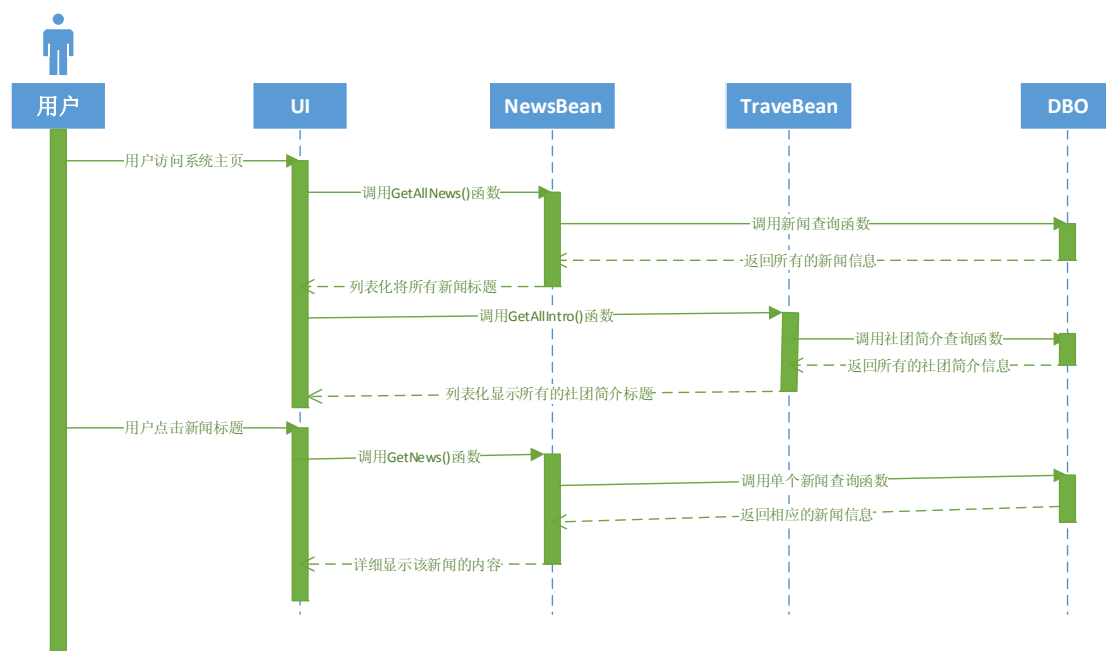 用户
UI
NewsBean
TraveBean
DBO
用户访问系统主页
调用GetAllNews()函数
调用新闻查询函数
返回所有的新闻信息
列表化将所有新闻标题
调用GetAllIntro()函数
调用社团简介查询函数
返回所有的社团简介信息
列表化显示所有的社团简介标题
用户点击新闻标题
调用GetNews()函数
调用单个新闻查询函数
返回相应的新闻信息
详细显示该新闻的内容